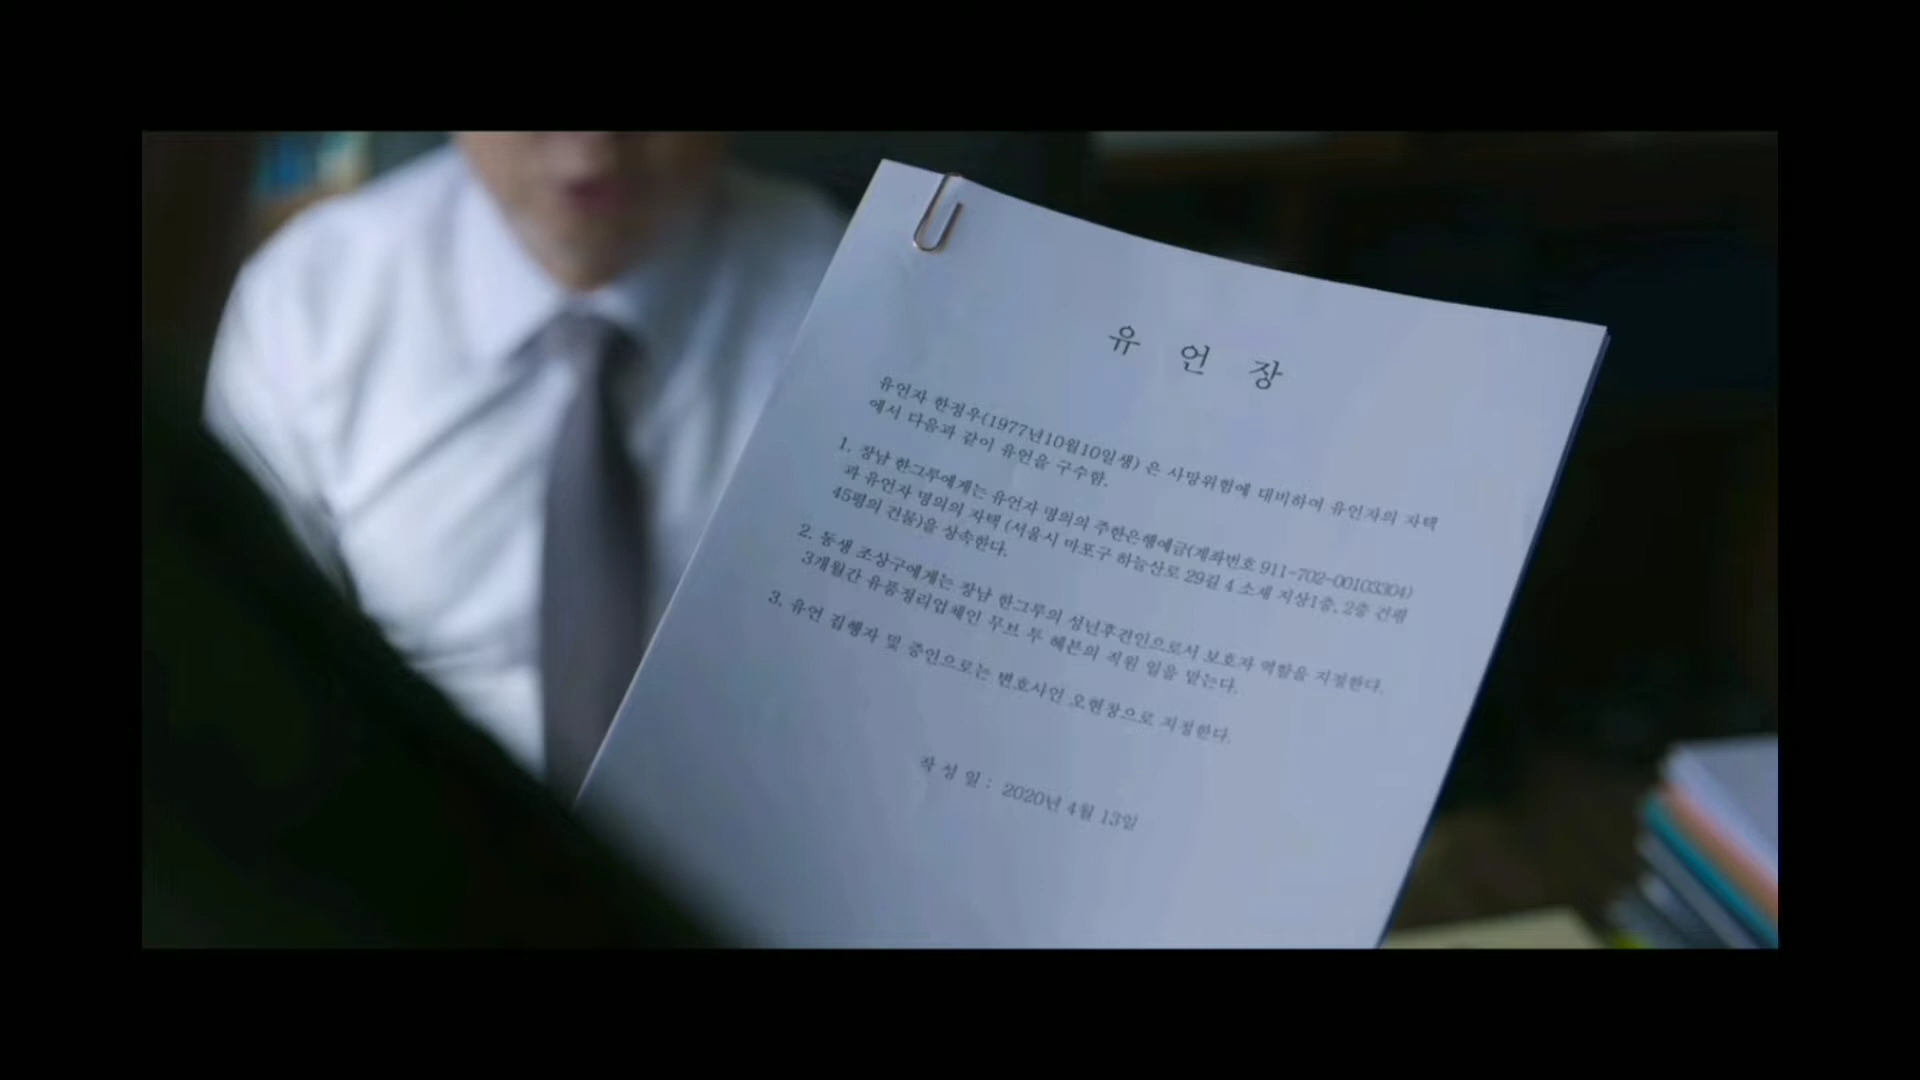 유 언 장
유언자 한정우(1977년10월10일생) 은 사망위험에 대비하며 유언자의 자택
에서 다음과 같이 유언을 구수함.
1. 장남 한그루에게는 유언자 명의의 주한은행예금(계좌번호 911-702-00103304)
과 유언자 명의의 자택 (서울시 마포구 하늘산로 29길 4 소재 지상1층, 2층 건평
45평의 건물)을 상속한다.
2. 동생 조상구에게는 장남 한그루의 성년후견인으로서 보호자 역할을 지정한다.
3개월간 유품정리업체인 무브 투 헤븐의 직원 일을 맡는다.
3. 유언 집행자 및 증인으로는 변호사인 오현창으로 지정한다.
작 성 일 : 2020년 4월 13일